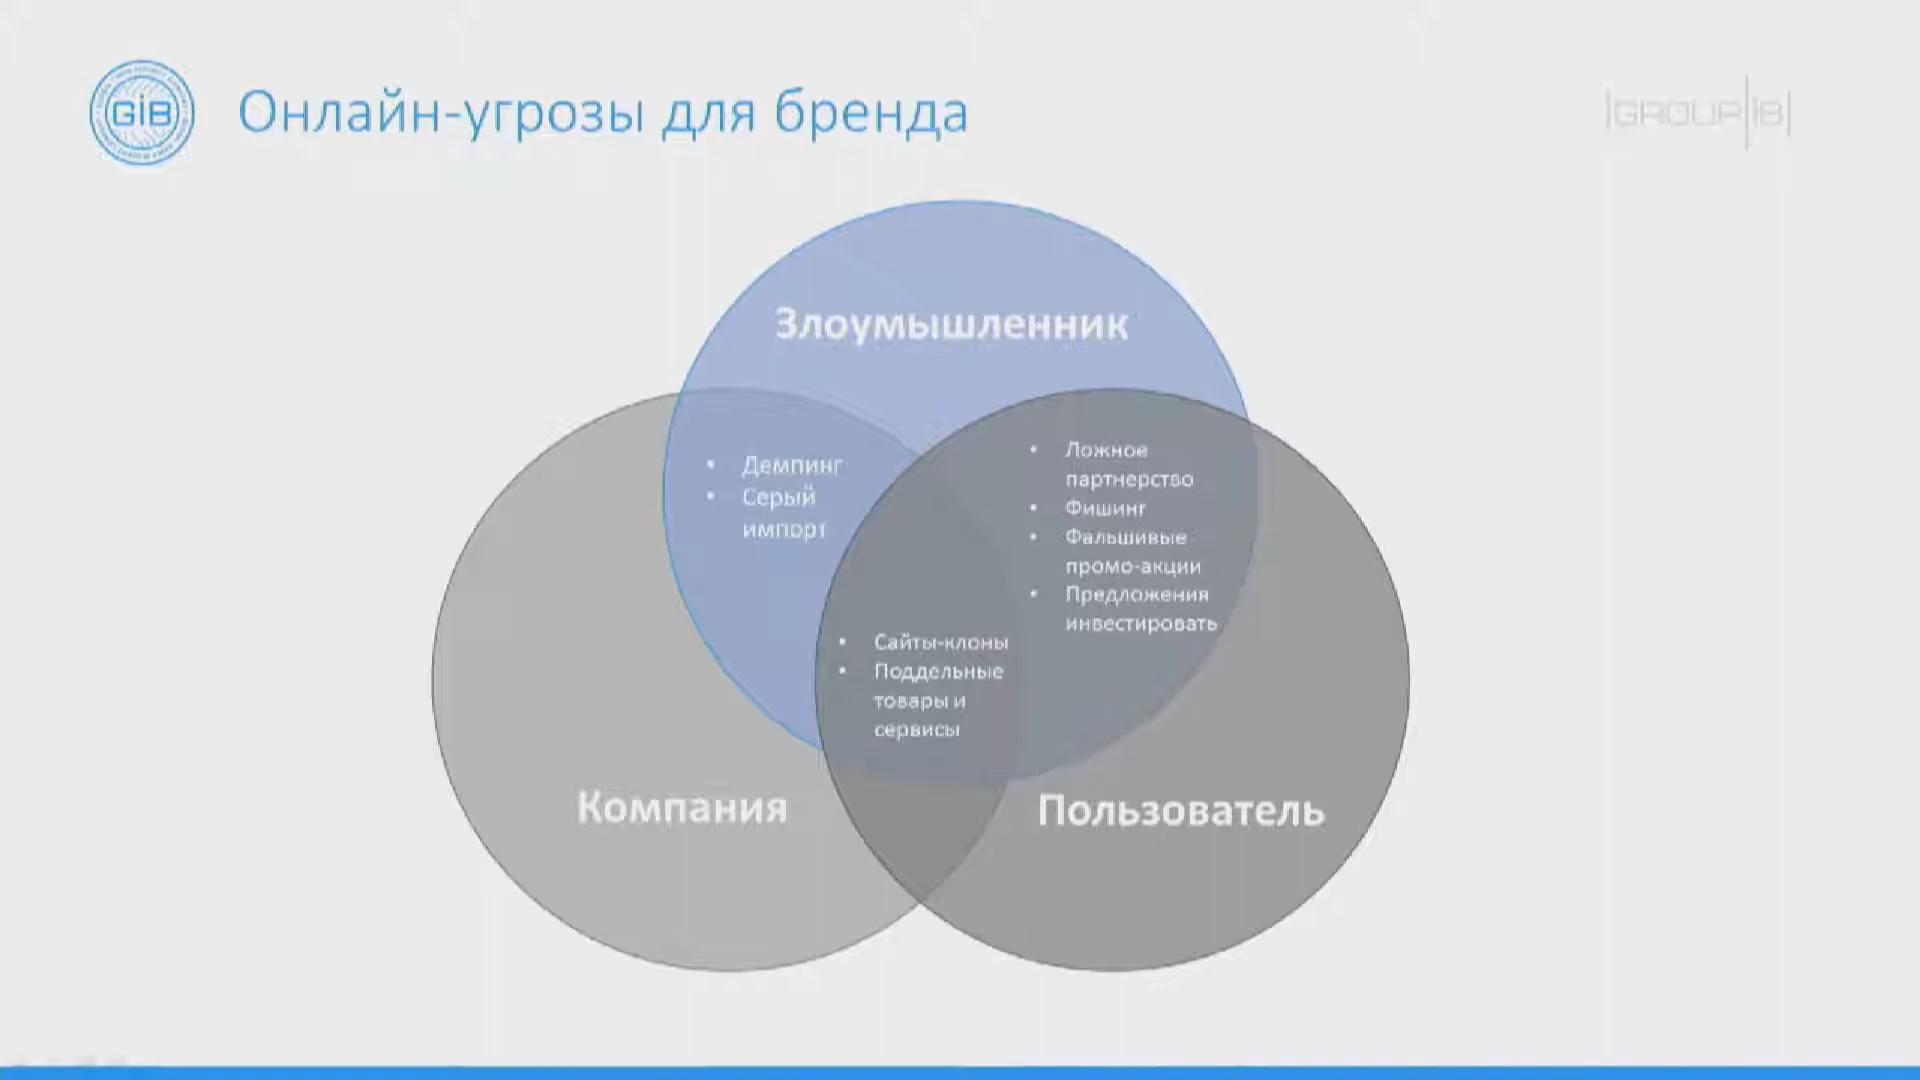 GiB
Онлайн-угрозы для бренда
|GROUP|iB|
Злоумышленник
• Демпинг
• Серый
импорт
• Ложное
партнерство
• Фишинг
• Фальшивые
промо-акции
• Предложения
инвестировать
• Сайты-клоны
• Поддельные
товары и
сервисы
Компания
Пользователь